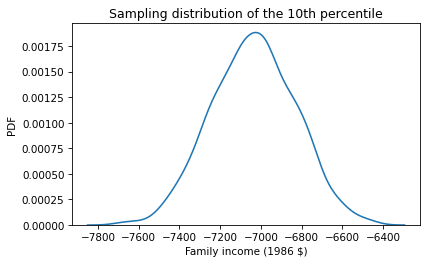 Sampling distribution of the 10th percentile
0.00175
0.00150
0.00125
0.00100
0.00075
0.00050
0.00025
0.00000
PDF
−7800 −7600 −7400 −7200 −7000 −6800 −6600 −6400
Family income (1986 $)